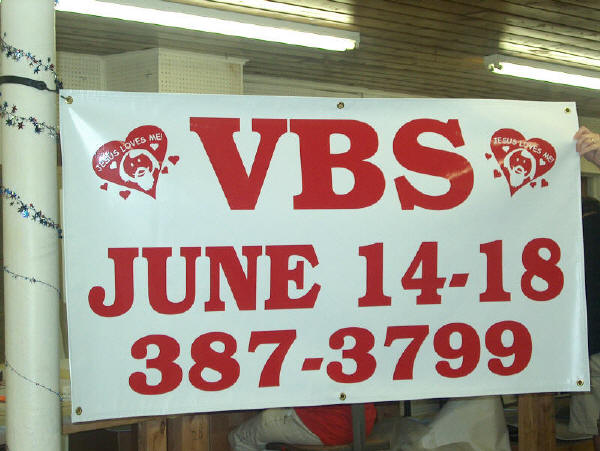 JESUS LOVES ME!
VBS
JESUS LOVES ME!
JUNE 14-18
387-3799